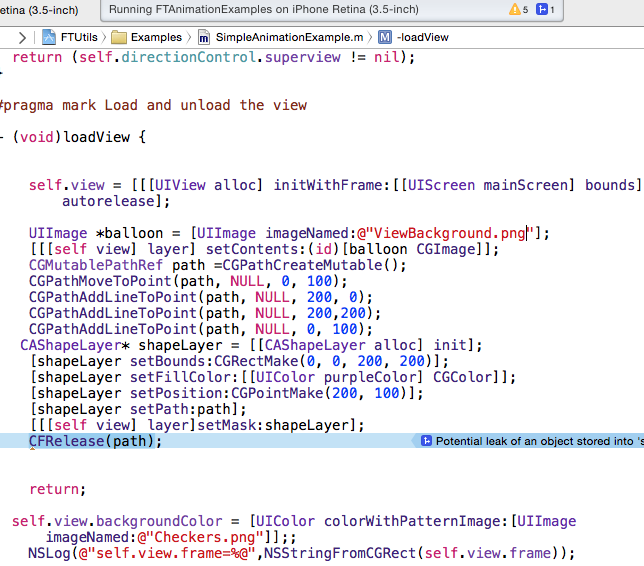 etina (3.5-inch)
Running FTAnimationExamples on iPhone Retina (3.5-inch)
5
1
FTUtils
Examples
SimpleAnimationExample.m
M
-loadView
return (self.directionControl.superview != nil);
#pragma mark Load and unload the view
- (void)loadView {
self.view = [[[UIView alloc] initWithFrame:[[UIScreen mainScreen] bounds]
autorelease];
UIImage *balloon = [UIImage imageNamed:@"ViewBackground.png"];
[[[self view] layer] setContents:(id)[balloon CGImage]];
CGMutablePathRef path =CGPathCreateMutable();
CGPathMoveToPoint(path, NULL, 0, 100);
CGPathAddLineToPoint(path, NULL, 200, 0);
CGPathAddLineToPoint(path, NULL, 200,200);
CGPathAddLineToPoint(path, NULL, 0, 100);
CAShapeLayer* shapeLayer = [[CAShapeLayer alloc] init];
[shapeLayer setBounds:CGRectMake(0, 0, 200, 200)];
[shapeLayer setFillColor:[[UIColor purpleColor] CGColor]];
[shapeLayer setPosition:CGPointMake(200, 100)];
[shapeLayer setPath:path];
[[[self view] layer]setMask:shapeLayer];
CFRelease(path);
Potential leak of an object stored into 's
return;
self.view.backgroundColor = [UIColor colorWithPatternImage:[UIImage
imageNamed:@"Checkers.png"]];;
NSLog(@"self.view.frame=%@",NSStringFromCGRect(self.view.frame));